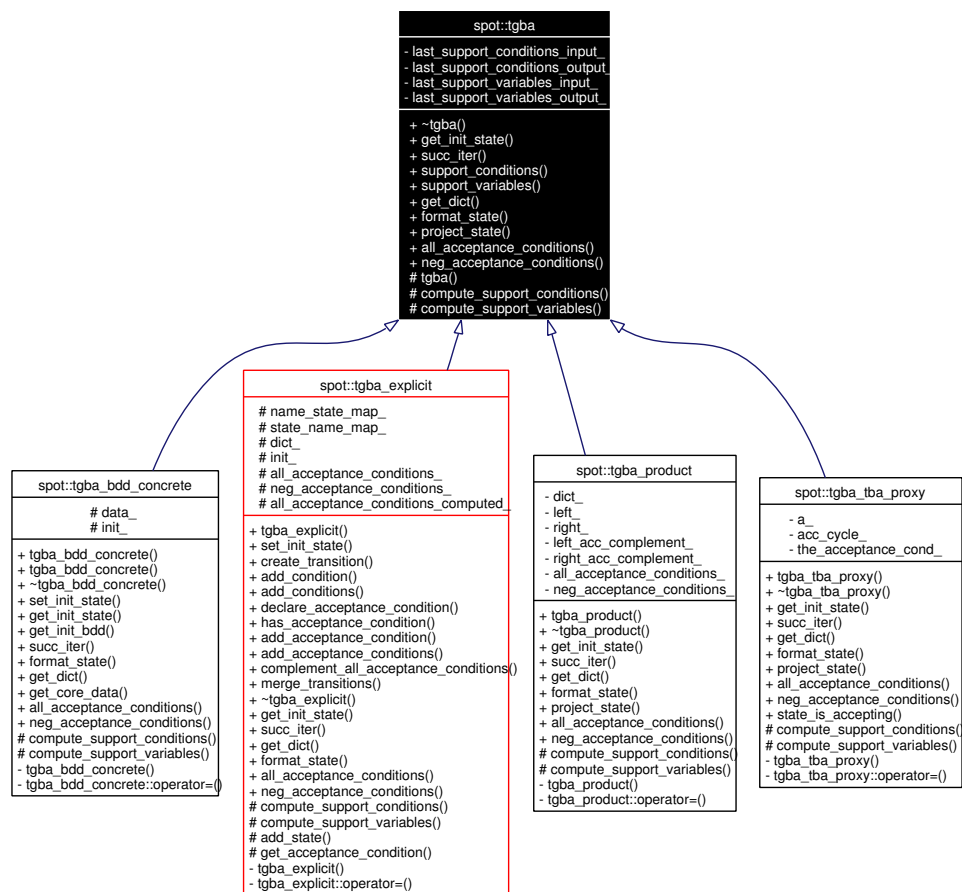 spot::tgba
- last_support_conditions_input_
- last_support_conditions_output_
- last_support_variables_input_
- last_support_variables_output_
+ ~tgba()
+ get_init_state()
+ succ_iter()
+ support_conditions()
+ support_variables()
+ get_dict()
+ format_state()
+ project_state()
+ all_acceptance_conditions()
+ neg_acceptance_conditions()
# tgba()
# compute_support_conditions()
# compute_support_variables()
spot::tgba_bdd_concrete
# data_
# init_
+ tgba_bdd_concrete()
+ tgba_bdd_concrete()
+ ~tgba_bdd_concrete()
+ set_init_state()
+ get_init_state()
+ get_init_bdd()
+ succ_iter()
+ format_state()
+ get_dict()
+ get_core_data()
+ all_acceptance_conditions()
+ neg_acceptance_conditions()
# compute_support_conditions()
# compute_support_variables()
- tgba_bdd_concrete()
- tgba_bdd_concrete::operator=()
spot::tgba_explicit
# name_state_map_
# state_name_map_
# dict_
# init_
# all_acceptance_conditions_
# neg_acceptance_conditions_
# all_acceptance_conditions_computed_
+ tgba_explicit()
+ set_init_state()
+ create_transition()
+ add_condition()
+ add_conditions()
+ declare_acceptance_condition()
+ has_acceptance_condition()
+ add_acceptance_condition()
+ add_acceptance_conditions()
+ complement_all_acceptance_conditions()
+ merge_transitions()
+ ~tgba_explicit()
+ get_init_state()
+ succ_iter()
+ get_dict()
+ format_state()
+ all_acceptance_conditions()
+ neg_acceptance_conditions()
# compute_support_conditions()
# compute_support_variables()
# add_state()
# get_acceptance_condition()
- tgba_explicit()
- tgba_explicit::operator=()
spot::tgba_product
- dict_
- left_
- right_
- left_acc_complement_
- right_acc_complement_
- all_acceptance_conditions_
- neg_acceptance_conditions_
+ tgba_product()
+ ~tgba_product()
+ get_init_state()
+ succ_iter()
+ get_dict()
+ format_state()
+ project_state()
+ all_acceptance_conditions()
+ neg_acceptance_conditions()
# compute_support_conditions()
# compute_support_variables()
- tgba_product()
- tgba_product::operator=()
spot::tgba_tba_proxy
- a_
- acc_cycle_
- the_acceptance_cond_
+ tgba_tba_proxy()
+ ~tgba_tba_proxy()
+ get_init_state()
+ succ_iter()
+ get_dict()
+ format_state()
+ project_state()
+ all_acceptance_conditions()
+ neg_acceptance_conditions()
+ state_is_accepting()
# compute_support_conditions()
# compute_support_variables()
- tgba_tba_proxy()
- tgba_tba_proxy::operator=()